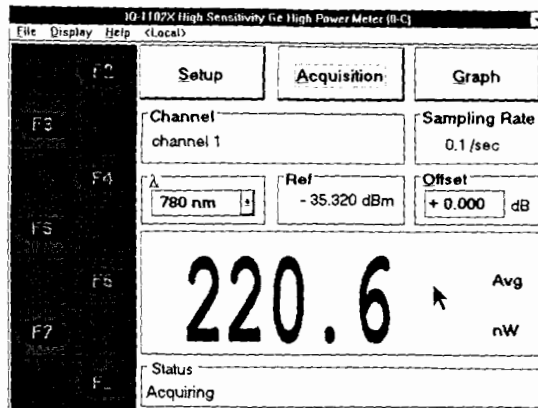 IQ-1102X High Sensitivity Ge High Power Meter (0-C)
File Display Help <Local>
F2
Setup Acquisition Graph
F3
Channel
channel 1
Sampling Rate
0.1 /sec
F4
λ
780 nm
Ref
- 35.320 dBm
Offset
+ 0.000 dB
F5
220.6
Avg
nW
F6
F7
Status
Acquiring